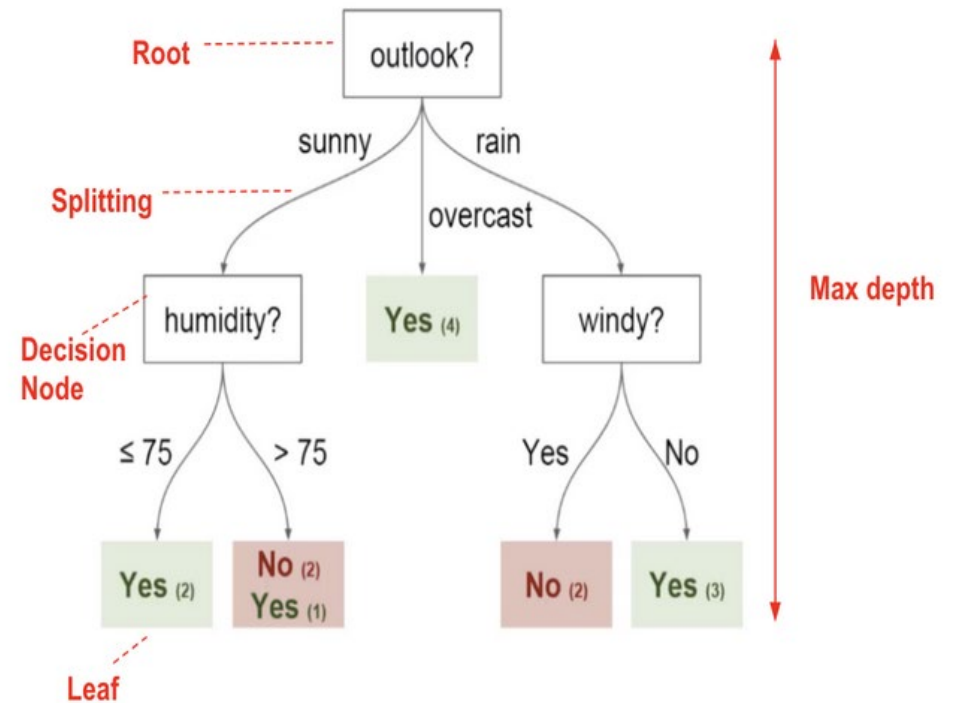 Root
outlook?
sunny
rain
Splitting
overcast
Max depth
humidity?
Yes (4)
windy?
Decision
Node
≤ 75
> 75
Yes
No
Yes (2)
No (2)
Yes (1)
No (2)
Yes (3)
Leaf